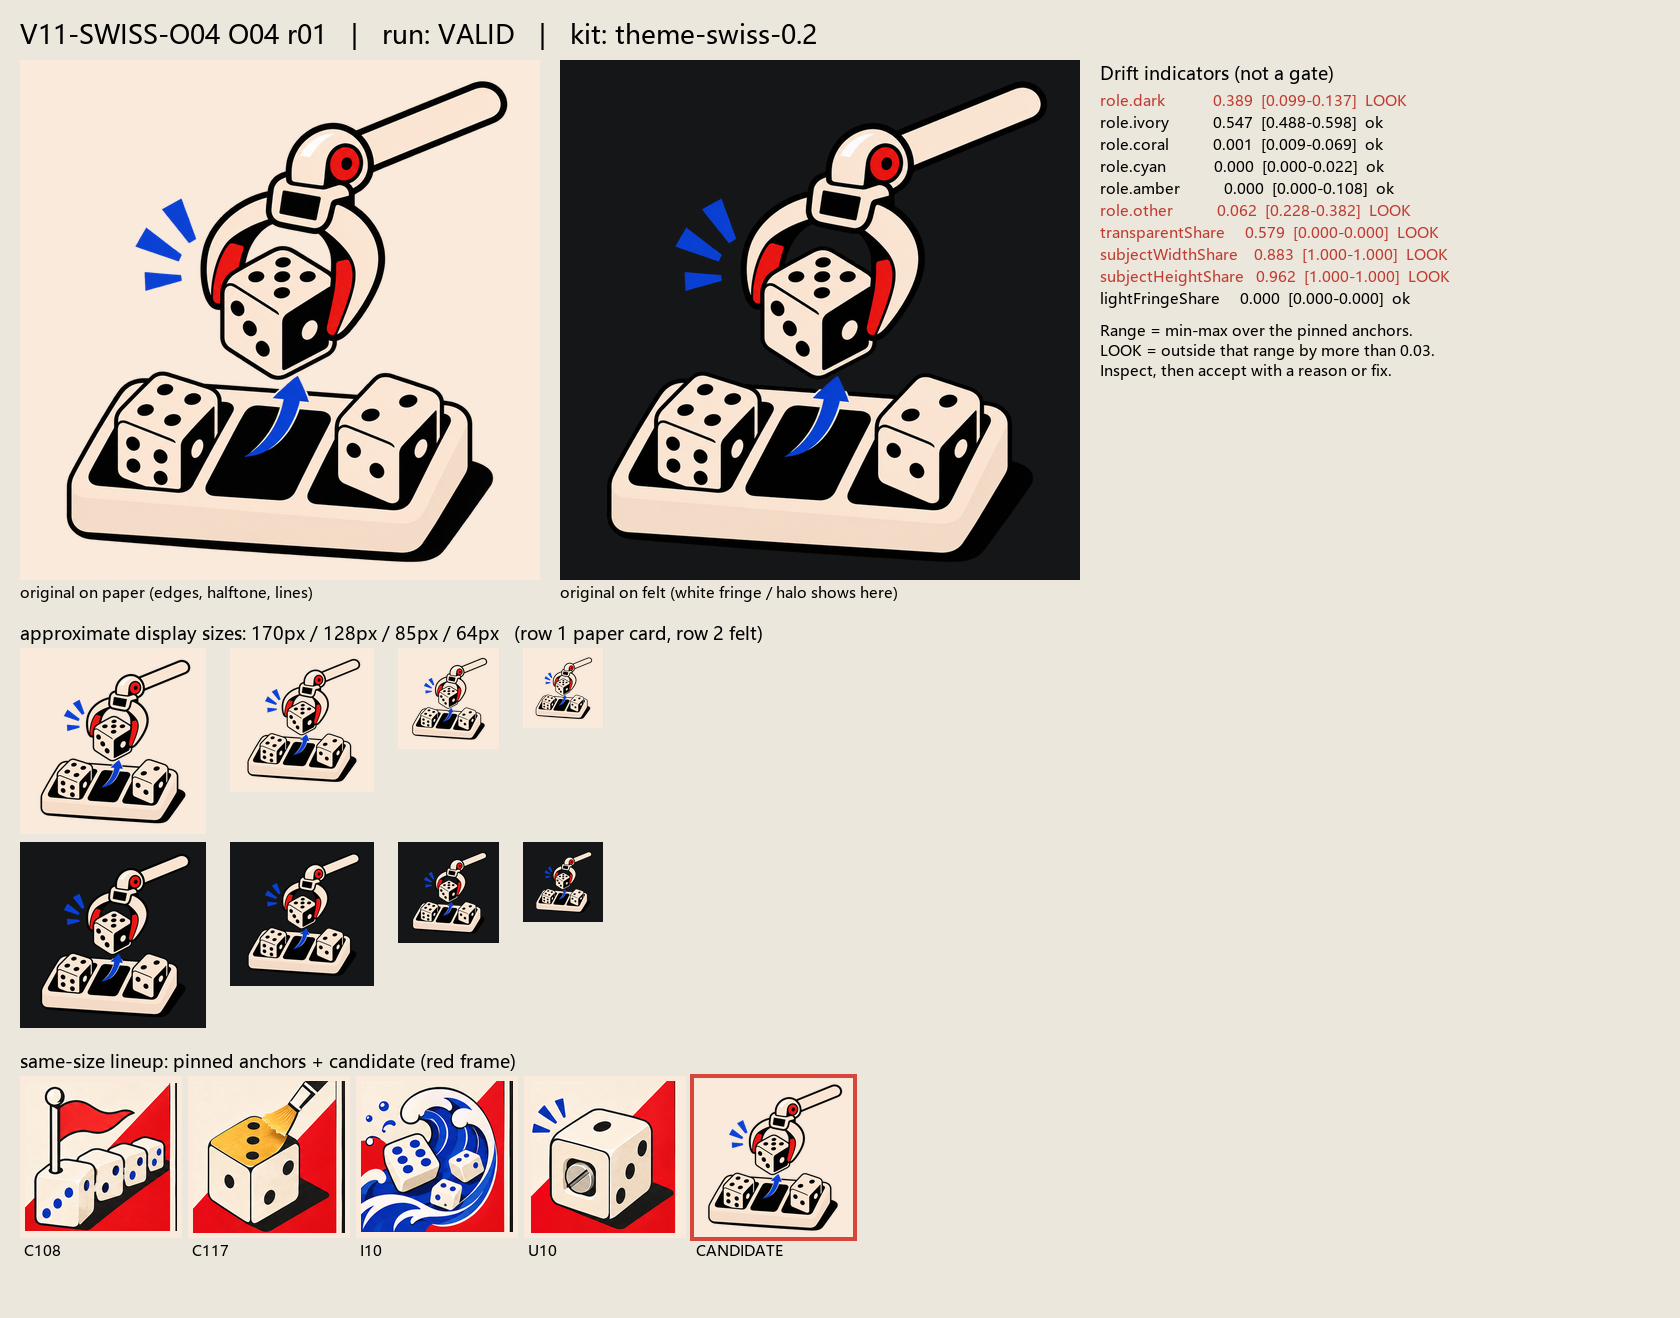 V11-SWISS-O04 O04 r01 | run: VALID | kit: theme-swiss-0.2
Drift indicators (not a gate)
role.dark 0.389 [0.099-0.137] LOOK
role.ivory 0.547 [0.488-0.598] ok
role.coral 0.001 [0.009-0.069] ok
role.cyan 0.000 [0.000-0.022] ok
role.amber 0.000 [0.000-0.108] ok
role.other 0.062 [0.228-0.382] LOOK
transparentShare 0.579 [0.000-0.000] LOOK
subjectWidthShare 0.883 [1.000-1.000] LOOK
subjectHeightShare 0.962 [1.000-1.000] LOOK
lightFringeShare 0.000 [0.000-0.000] ok
Range = min-max over the pinned anchors.
LOOK = outside that range by more than 0.03.
Inspect, then accept with a reason or fix.
original on paper (edges, halftone, lines)
original on felt (white fringe / halo shows here)
approximate display sizes: 170px / 128px / 85px / 64px (row 1 paper card, row 2 felt)
same-size lineup: pinned anchors + candidate (red frame)
C108
C117
I10
U10
CANDIDATE